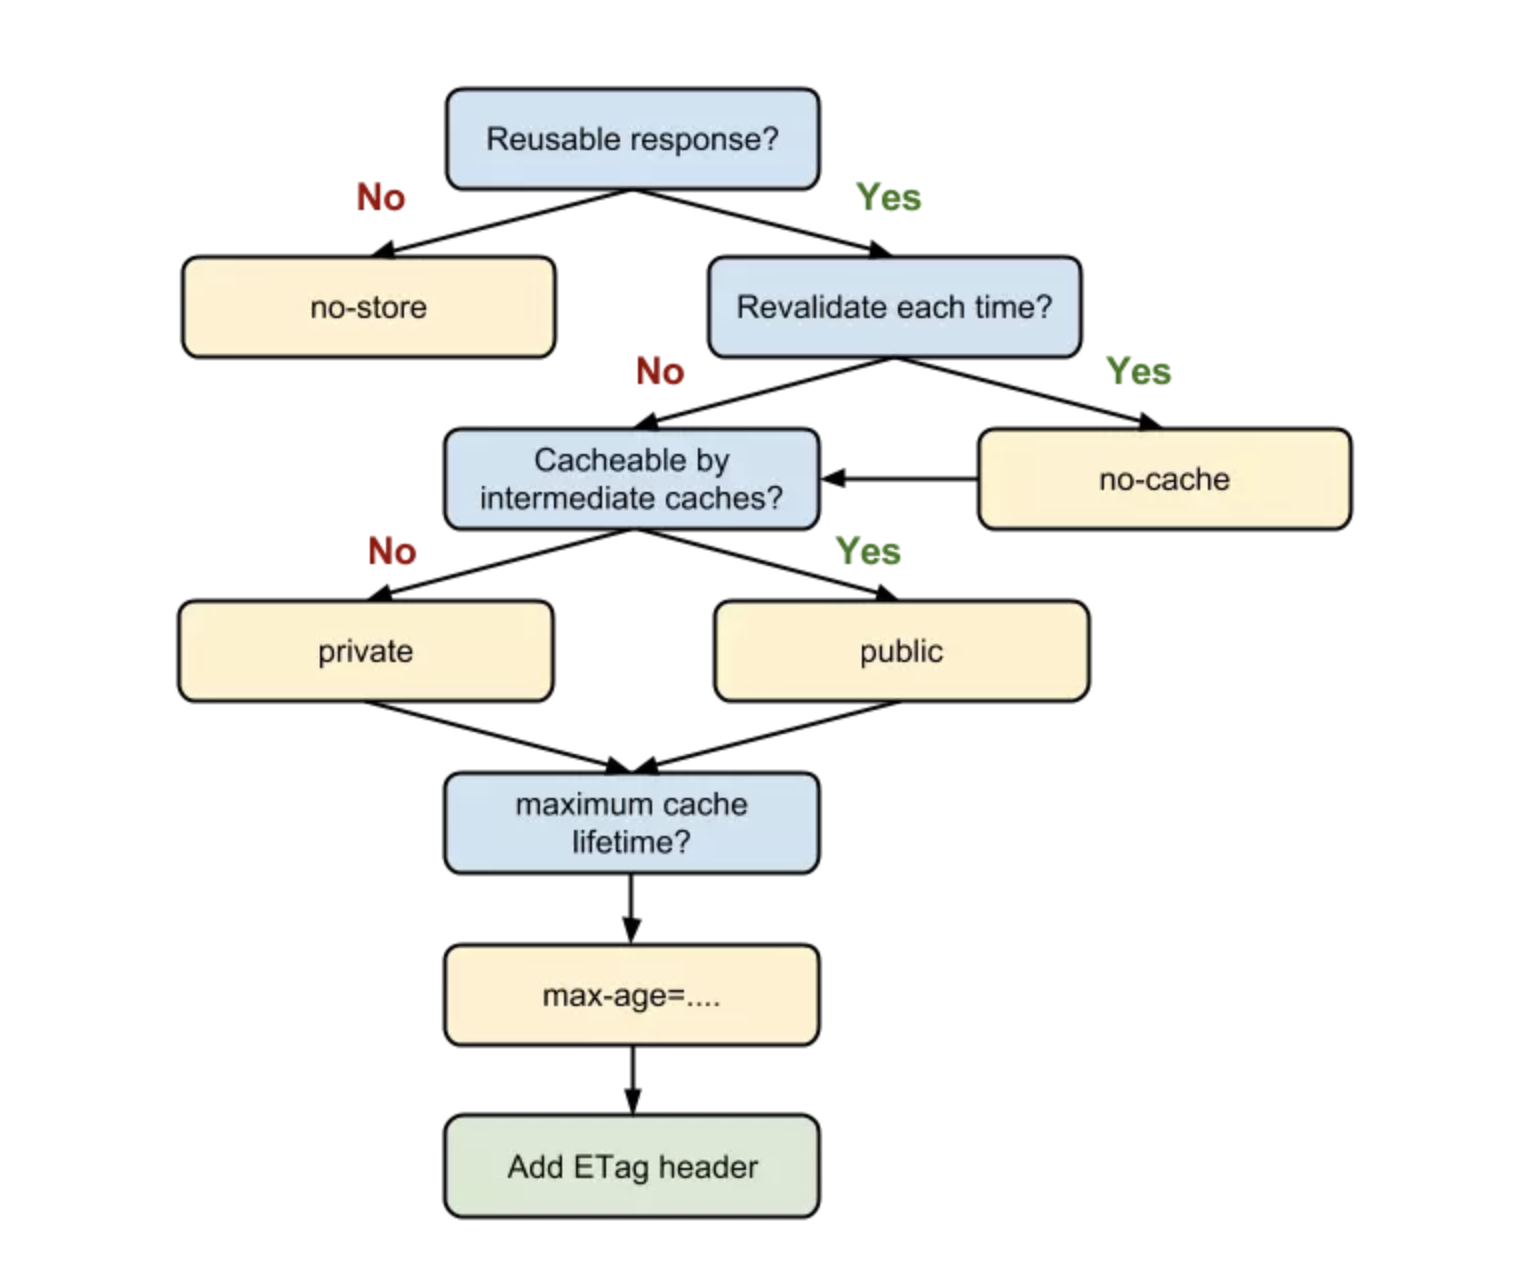 Reusable response?
No
Yes
no-store
Revalidate each time?
No
Yes
Cacheable by
intermediate caches?
no-cache
No
Yes
private
public
maximum cache
lifetime?
max-age=....
Add ETag header